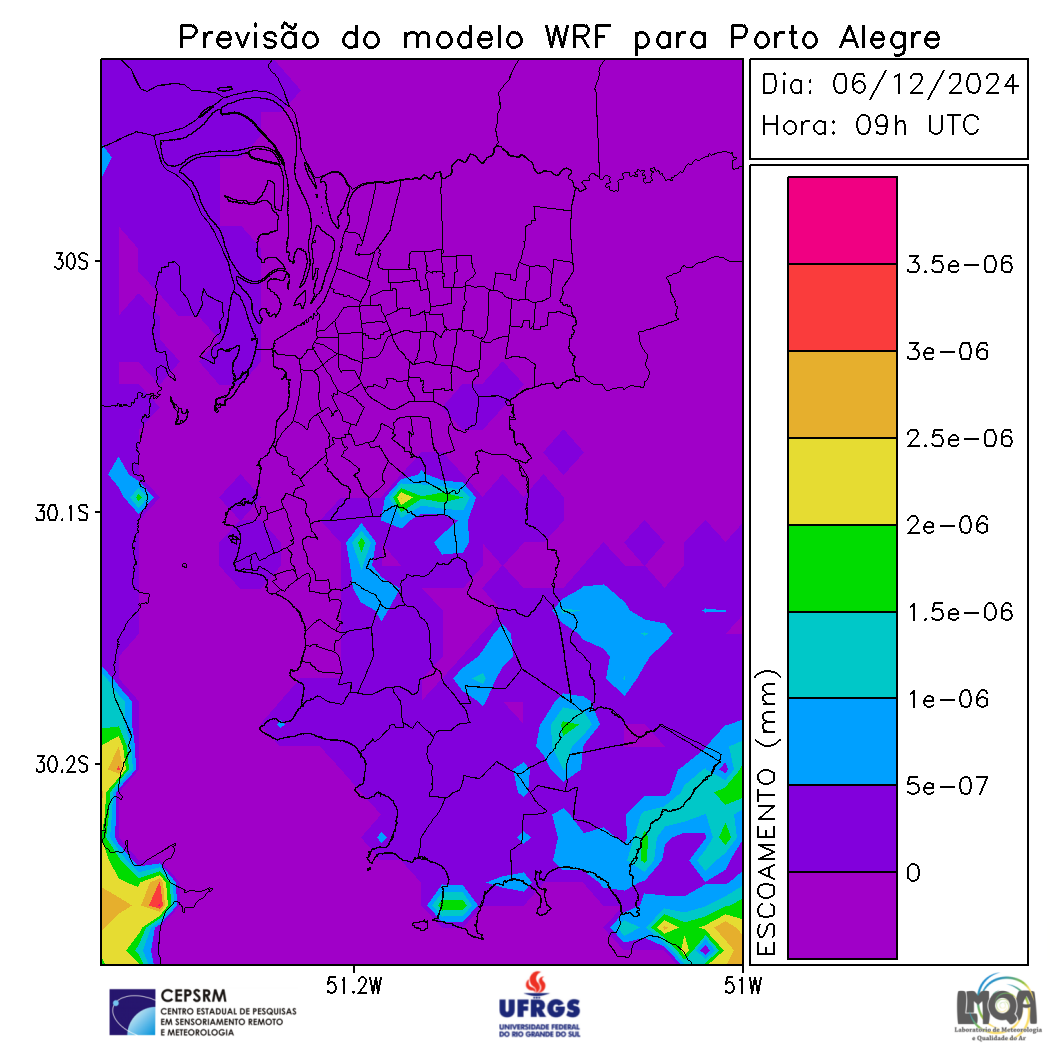 Previsão do modelo WRF para Porto Alegre
Dia: 06/12/2024
Hora: 09h UTC
3.5e-06
3e-06
2.5e-06
2e-06
1.5e-06
1e-06
5e-07
0
ESCOAMENTO (mm)
30S
30.1S
30.2S
51.2W
51W
CEPSRM
CENTRO ESTADUAL DE PESQUISAS
EM SENSORIAMENTO REMOTO
E METEOROLOGIA
UFRGS
UNIVERSIDADE FEDERAL
DO RIO GRANDE DO SUL
LMQA
Laboratório de Meteorologia
e Qualidade do Ar